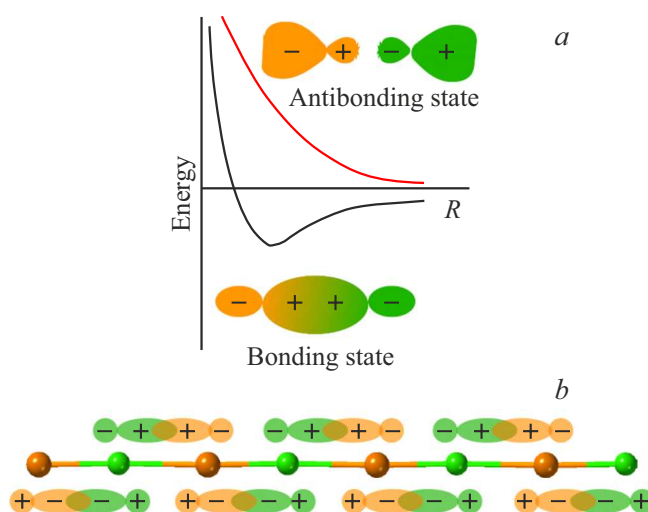 a
− + − +
Antibonding state
Energy
R
− + + −
Bonding state
b
− + + − − + + − − + + −
+ − − + + − − + + − − + + − − +